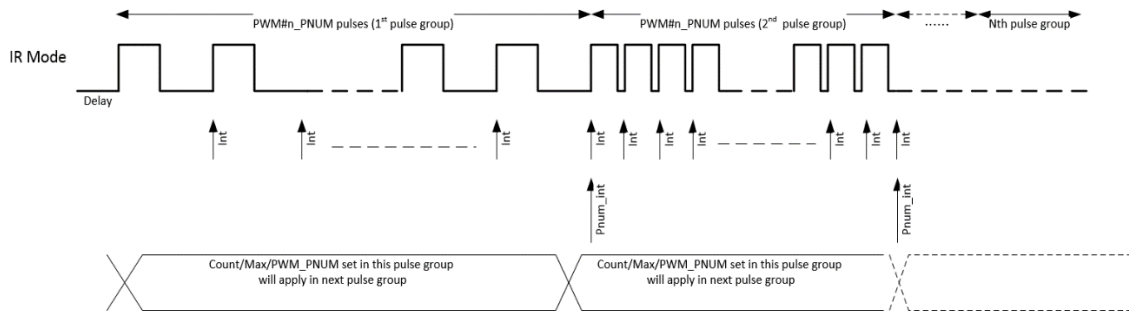 PWM#n_PNUM pulses (1st pulse group)
PWM#n_PNUM pulses (2nd pulse group)
......
Nth pulse group
IR Mode
Delay
Int
Int
Int
Int
Int
Int
Int
Int
Int
Int
Pnum_int
Pnum_int
Count/Max/PWM_PNUM set in this pulse group
will apply in next pulse group
Count/Max/PWM_PNUM set in this pulse group
will apply in next pulse group